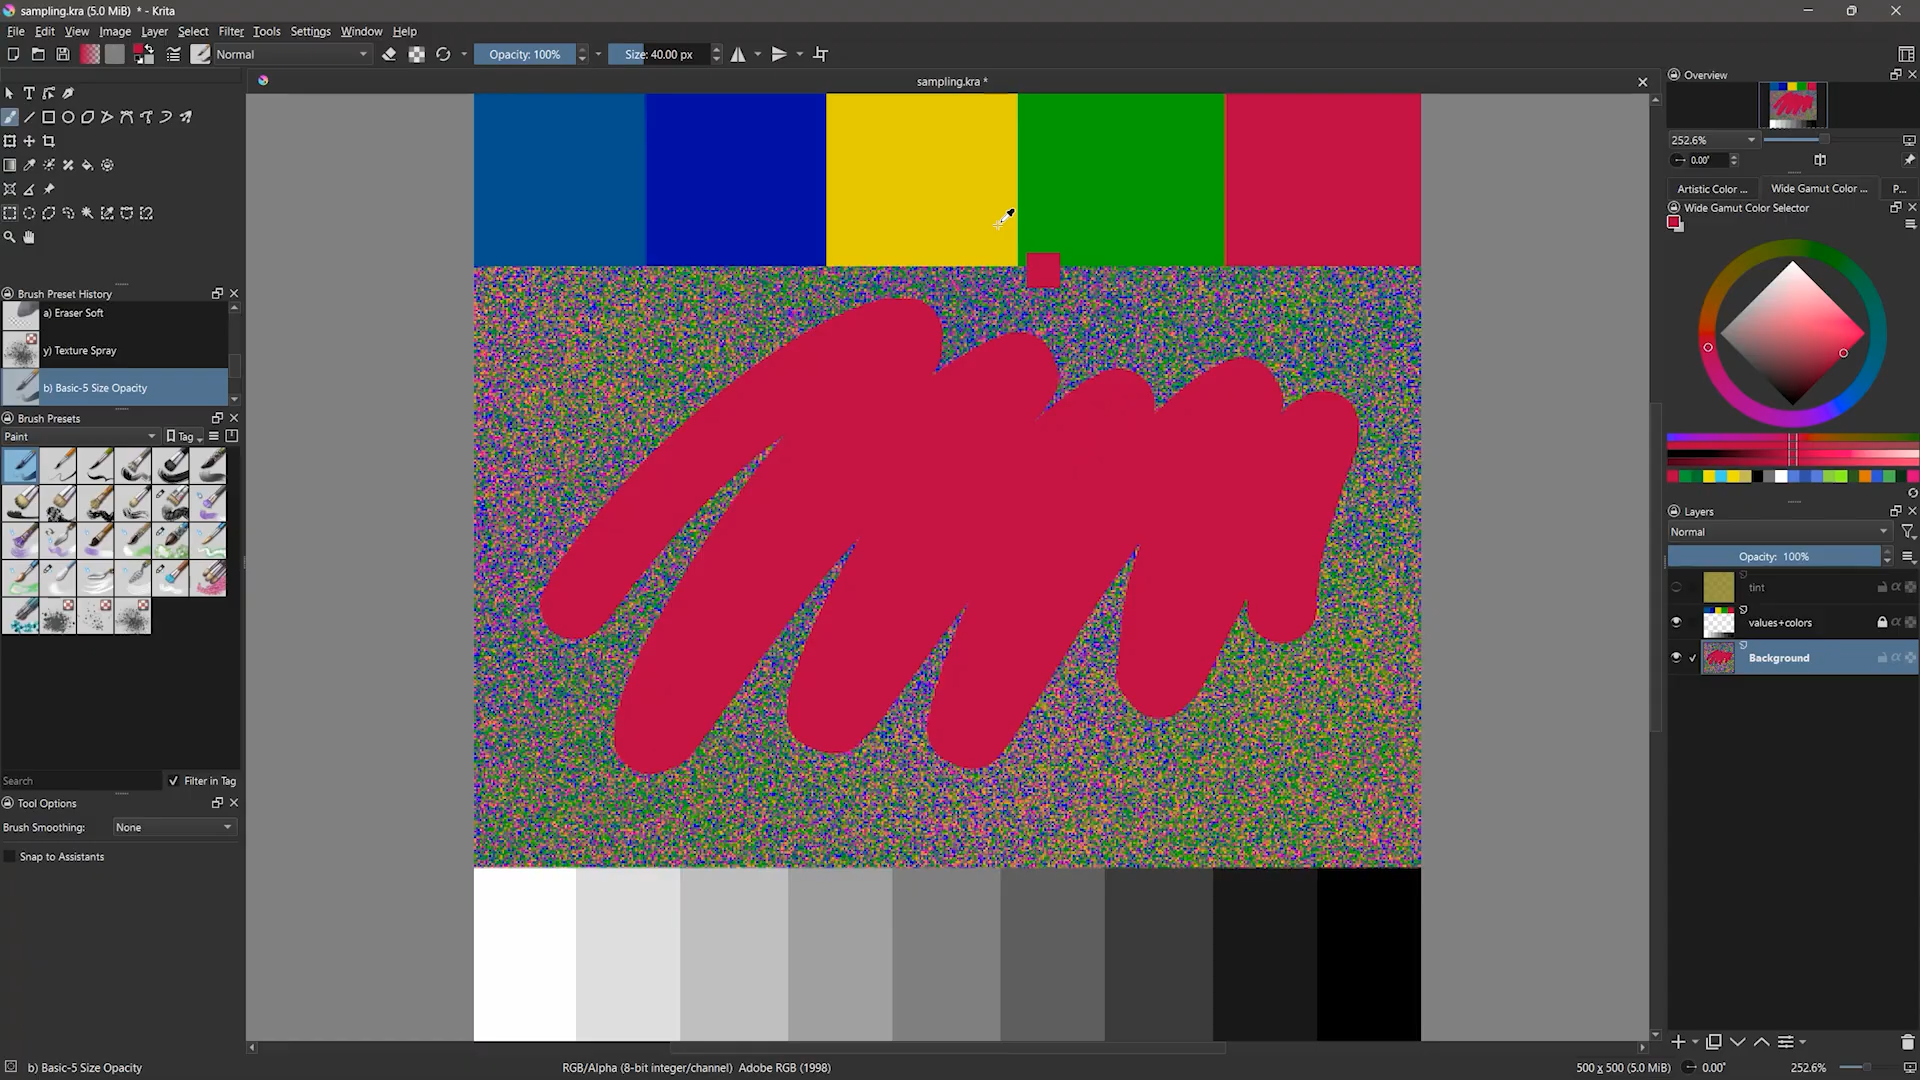 sampling.kra (5.0 MiB) * - Krita
File Edit View Image Layer Select Filter Tools Settings Window Help
Normal
Opacity: 100%
Size: 40.00 px
sampling.kra *
Overview
252.6%
0.00°
Artistic Color ...
Wide Gamut Color ...
P...
Wide Gamut Color Selector
Brush Preset History
a) Eraser Soft
y) Texture Spray
b) Basic-5 Size Opacity
Brush Presets
Paint
Tag
Search
Filter in Tag
Tool Options
Brush Smoothing:
None
Snap to Assistants
Layers
Normal
Opacity: 100%
tint
values+colors
Background
b) Basic-5 Size Opacity
RGB/Alpha (8-bit integer/channel) Adobe RGB (1998)
500 x 500 (5.0 MiB)
0.00°
252.6%